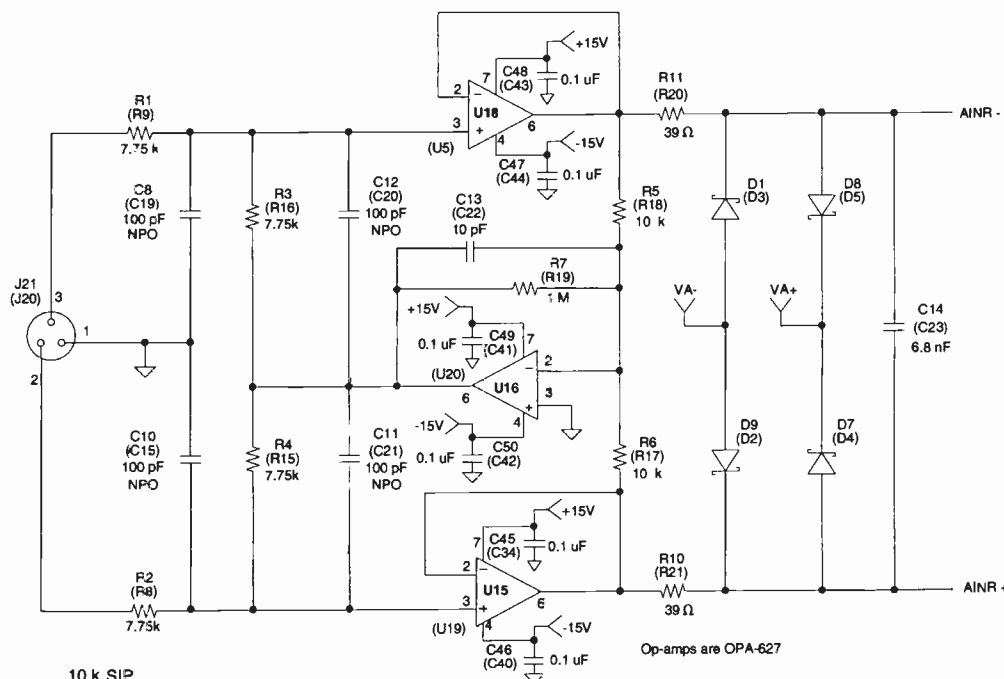 +15V
C48
(C43)
0.1 uF
7
2
−
U18
3
+
6
4
(U5)
-15V
C47
(C44)
0.1 uF
R11
(R20)
39 Ω
AINR -
R1
(R9)
7.75 k
C8
(C19)
100 pF
NPO
R3
(R16)
7.75k
C12
(C20)
100 pF
NPO
C13
(C22)
10 pF
R5
(R18)
10 k
D1
(D3)
D8
(D5)
R7
(R19)
1 M
J21
(J20)
3
1
2
+15V
C49
(C41)
0.1 uF
(U20)
7
−
2
U16
6
+
3
4
-15V
C50
(C42)
0.1 uF
VA-
VA+
C14
(C23)
6.8 nF
C10
(C15)
100 pF
NPO
R4
(R15)
7.75k
C11
(C21)
100 pF
NPO
R6
(R17)
10 k
D9
(D2)
D7
(D4)
+15V
C45
(C34)
0.1 uF
7
2
−
U15
3
+
6
4
(U19)
-15V
C46
(C40)
0.1 uF
R2
(R8)
7.75k
R10
(R21)
39 Ω
AINR +
Op-amps are OPA-627
10 k SIP